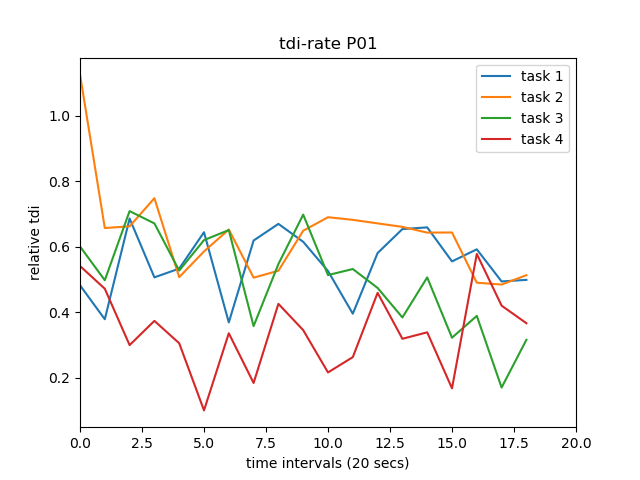 tdi-rate P01
task 1
task 2
task 3
task 4
relative tdi
1.0
0.8
0.6
0.4
0.2
0.0 2.5 5.0 7.5 10.0 12.5 15.0 17.5 20.0
time intervals (20 secs)